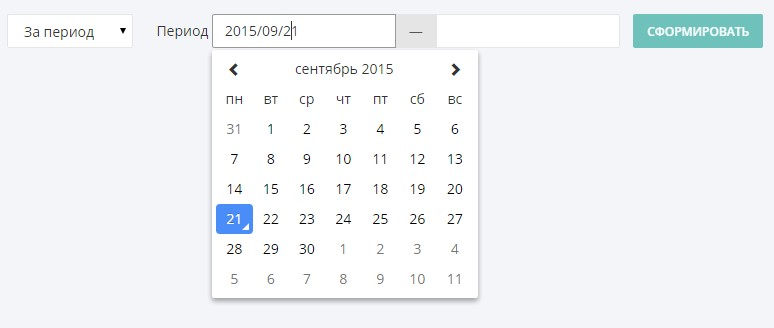 За период Период 2015/09/21 — СФОРМИРОВАТЬ
сентябрь 2015
пн вт ср чт пт сб вс
31 1 2 3 4 5 6
7 8 9 10 11 12 13
14 15 16 17 18 19 20
21 22 23 24 25 26 27
28 29 30 1 2 3 4
5 6 7 8 9 10 11